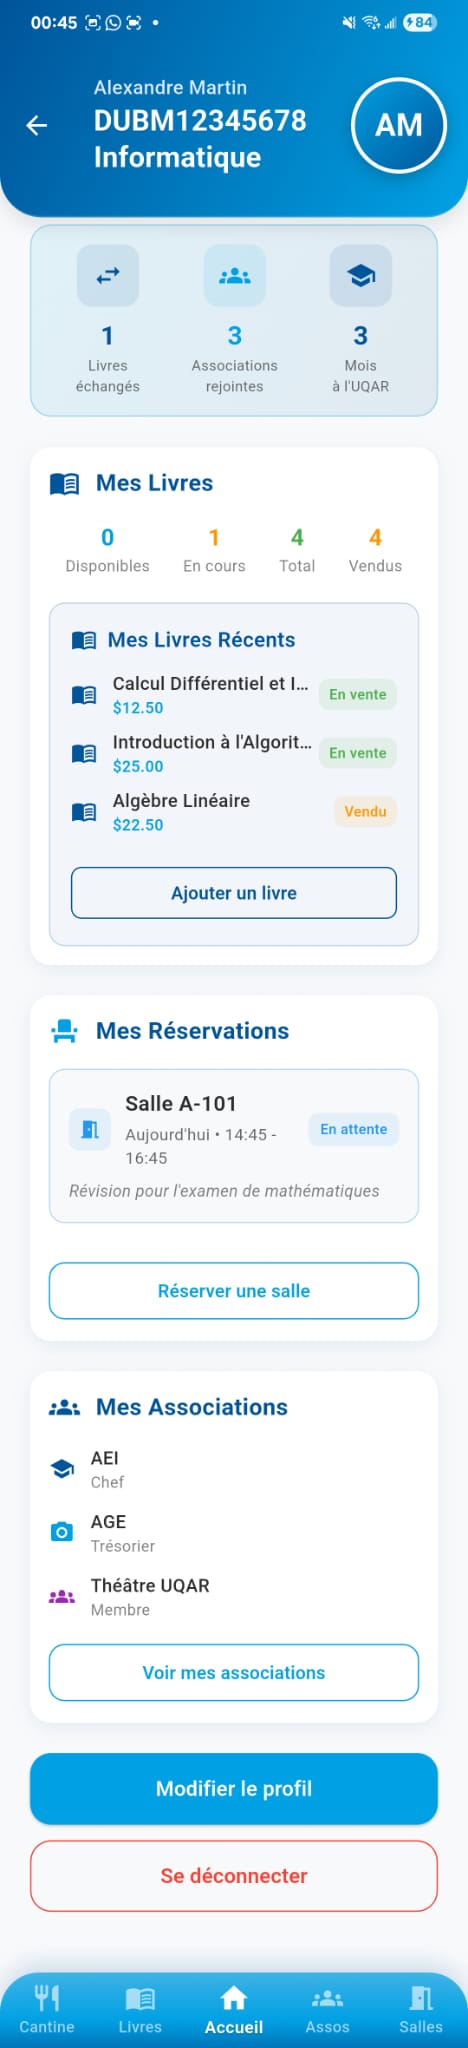 00:45
84
Alexandre Martin
DUBM12345678
Informatique
AM
1
3
3
Livres
échangés
Associations
rejointes
Mois
à l'UQAR
Mes Livres
0
1
4
4
Disponibles
En cours
Total
Vendus
Mes Livres Récents
Calcul Différentiel et I...
$12.50
En vente
Introduction à l'Algorit...
$25.00
En vente
Algèbre Linéaire
$22.50
Vendu
Ajouter un livre
Mes Réservations
Salle A-101
Aujourd'hui • 14:45 -
16:45
En attente
Révision pour l'examen de mathématiques
Réserver une salle
Mes Associations
AEI
Chef
AGE
Trésorier
Théâtre UQAR
Membre
Voir mes associations
Modifier le profil
Se déconnecter
Cantine
Livres
Accueil
Assos
Salles